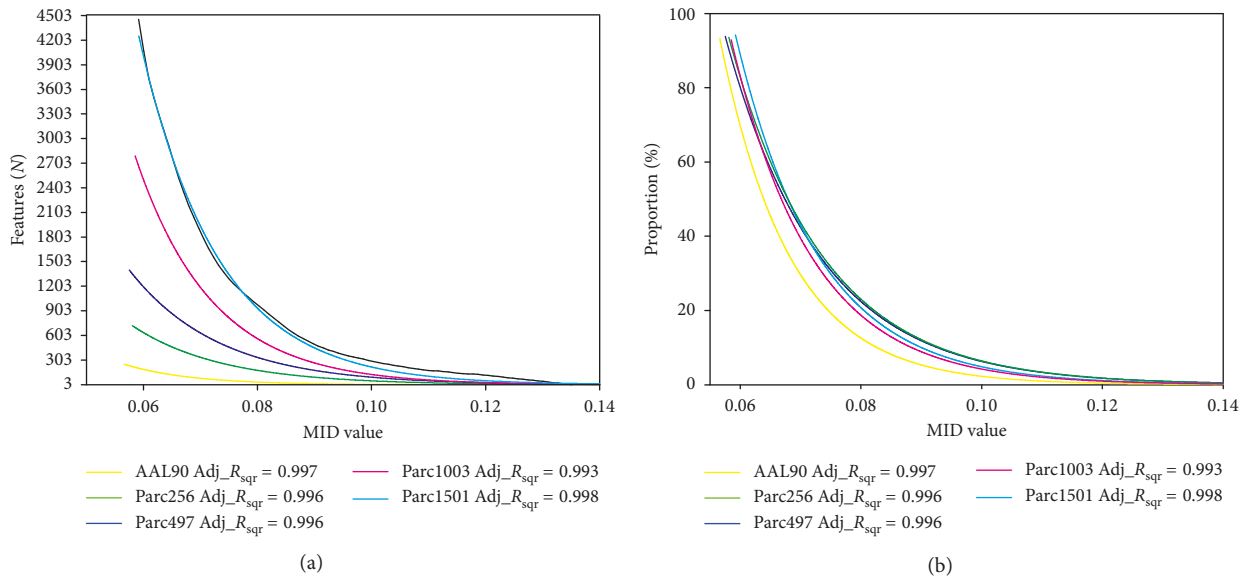 4503
4203
3903
3603
3303
3003
2703
2403
2103
1803
1503
1203
903
603
303
3
Features (N)
0.06 0.08 0.10 0.12 0.14
MID value
AAL90 Adj_Rsqr = 0.997
Parc256 Adj_Rsqr = 0.996
Parc497 Adj_Rsqr = 0.996
Parc1003 Adj_Rsqr = 0.993
Parc1501 Adj_Rsqr = 0.998
(a)
100
80
60
40
20
0
Proportion (%)
0.06 0.08 0.10 0.12 0.14
MID value
AAL90 Adj_Rsqr = 0.997
Parc256 Adj_Rsqr = 0.996
Parc497 Adj_Rsqr = 0.996
Parc1003 Adj_Rsqr = 0.993
Parc1501 Adj_Rsqr = 0.998
(b)